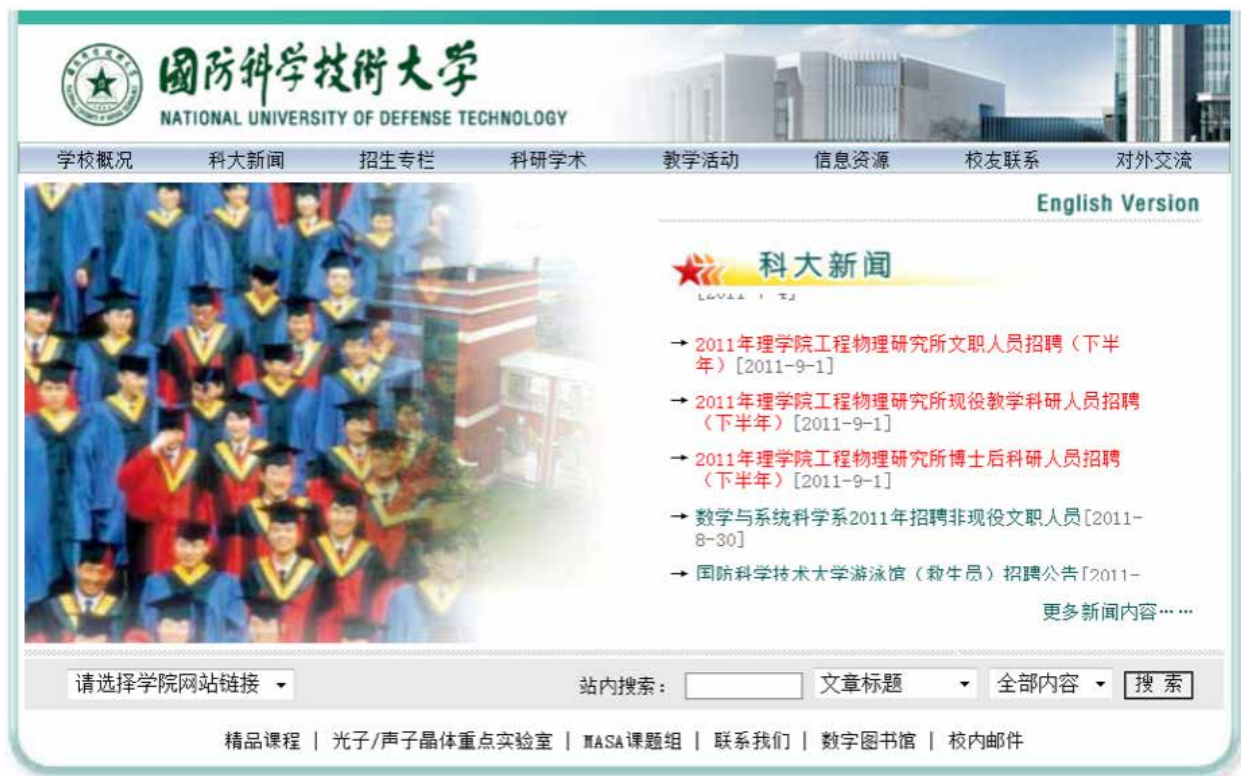 國防科学技術大学
NATIONAL UNIVERSITY OF DEFENSE TECHNOLOGY
学校概况 科大新闻 招生专栏 科研学术 教学活动 信息资源 校友联系 对外交流
English Version
科大新闻
→ 2011年理学院工程物理研究所文职人员招聘（下半
年）[2011-9-1]
→ 2011年理学院工程物理研究所现役教学科研人员招聘
（下半年）[2011-9-1]
→ 2011年理学院工程物理研究所博士后科研人员招聘
（下半年）[2011-9-1]
→ 数学与系统科学系2011年招聘非现役文职人员[2011-
8-30]
→ 国防科学技术大学游泳馆（救生员）招聘公告[2011-
更多新闻内容……
请选择学院网站链接 站内搜索： 文章标题 全部内容 搜 索
精品课程 | 光子/声子晶体重点实验室 | MASA课题组 | 联系我们 | 数字图书馆 | 校内邮件